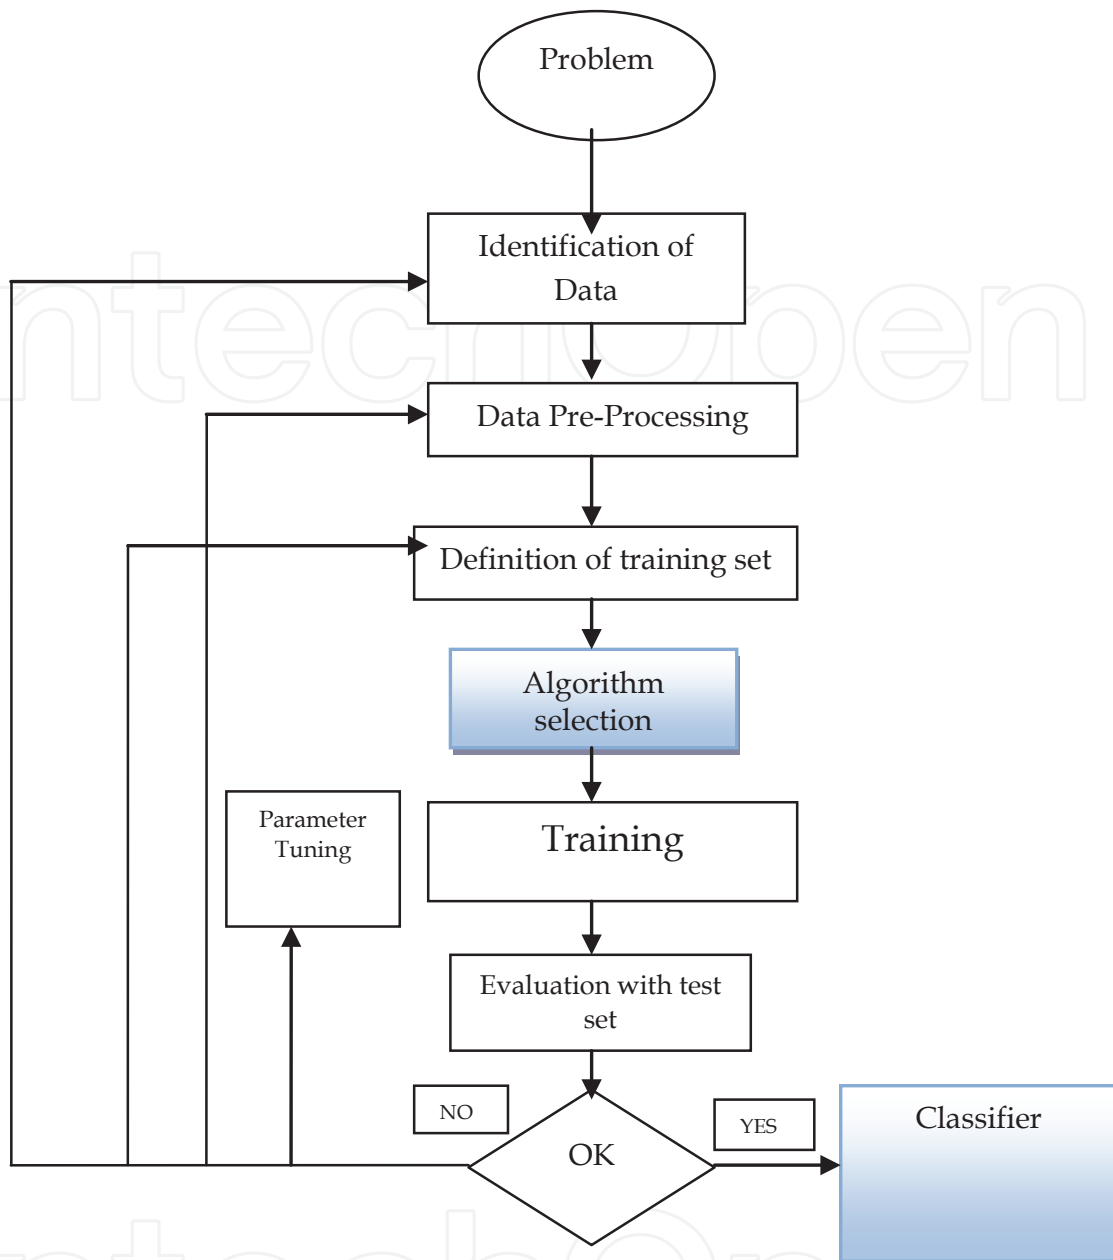 Problem
Identification of
Data
Data Pre-Processing
Definition of training set
Algorithm
selection
Parameter
Tuning
Training
Evaluation with test
set
NO
OK
YES
Classifier
ntechOpen